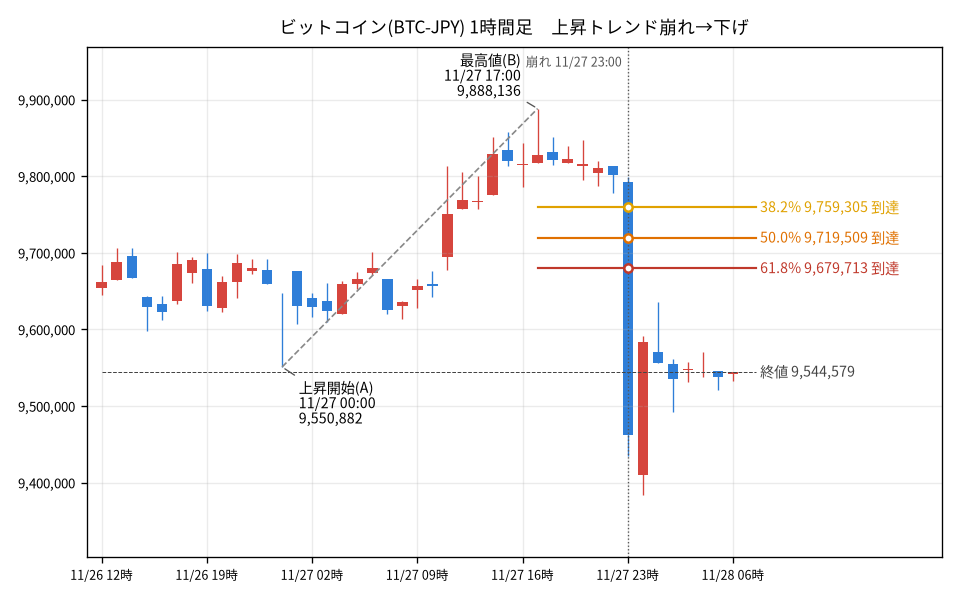 ビットコイン(BTC-JPY) 1時間足　上昇トレンド崩れ→下げ
最高値(B)
11/27 17:00
9,888,136
崩れ 11/27 23:00
9,900,000
9,800,000
9,700,000
9,600,000
9,500,000
9,400,000
38.2% 9,759,305 到達
50.0% 9,719,509 到達
61.8% 9,679,713 到達
終値 9,544,579
上昇開始(A)
11/27 00:00
9,550,882
11/26 12時
11/26 19時
11/27 02時
11/27 09時
11/27 16時
11/27 23時
11/28 06時